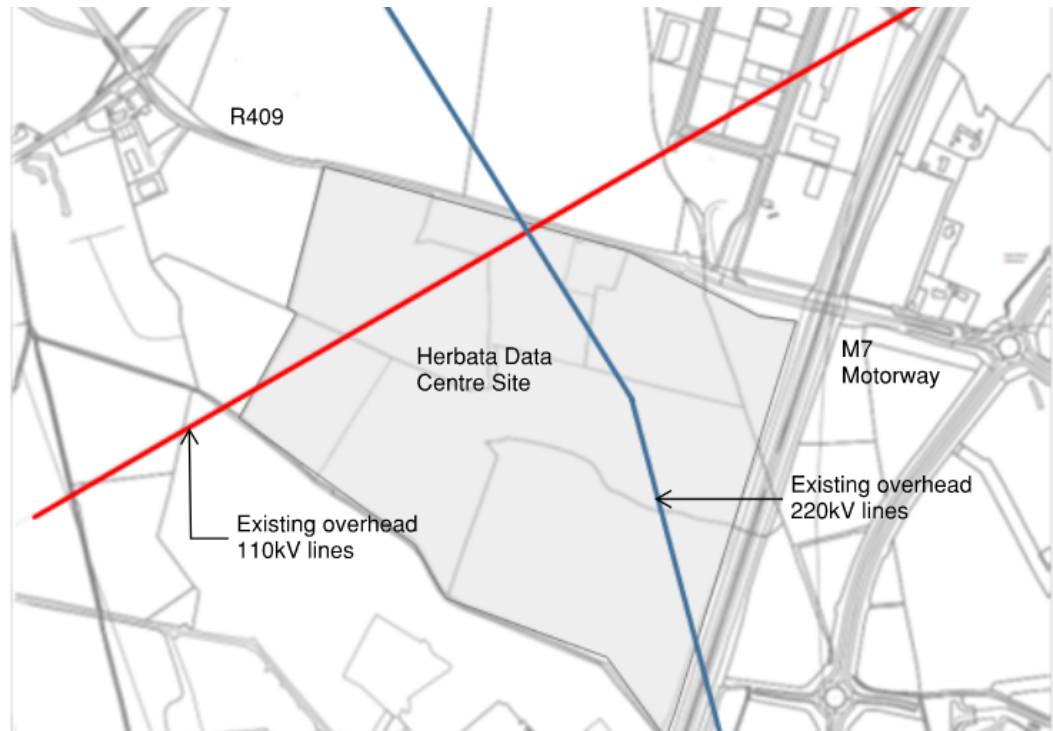 R409
Herbata Data
Centre Site
M7
Motorway
Existing overhead
220kV lines
Existing overhead
110kV lines